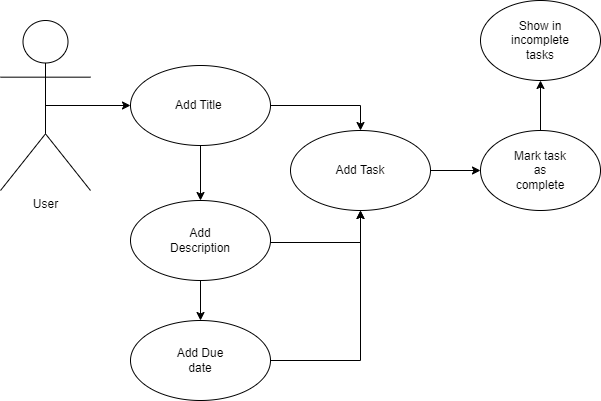 Show in
incomplete
tasks
Add Title
Add Task
Mark task
as
complete
User
Add
Description
Add Due
date